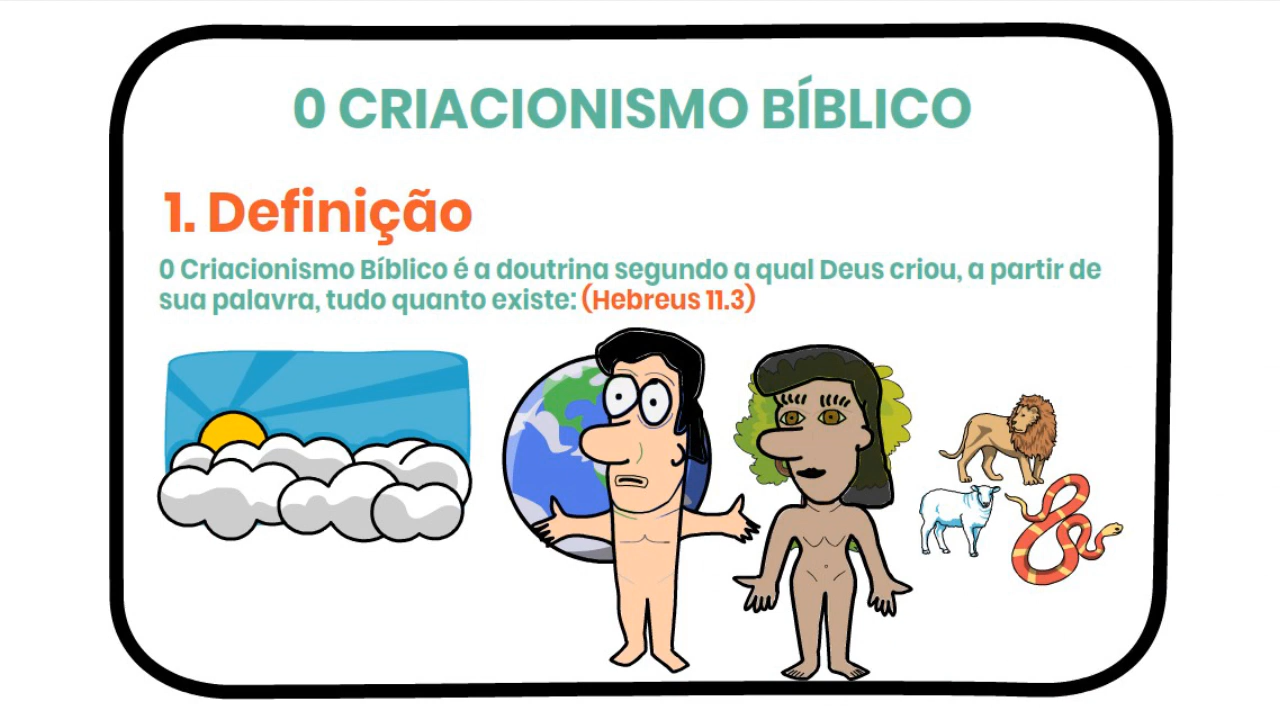 O CRIACIONISMO BÍBLICO
1. Definição
O Criacionismo Bíblico é a doutrina segundo a qual Deus criou, a partir de
sua palavra, tudo quanto existe: (Hebreus 11.3)